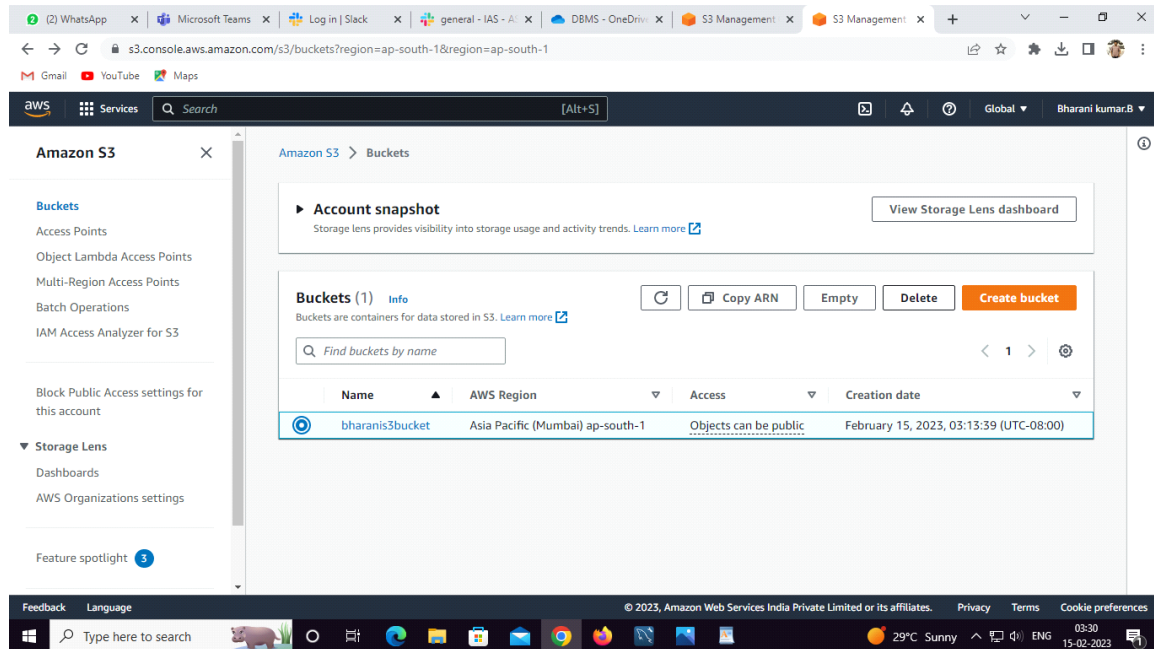 (2) WhatsApp
Microsoft Teams
Log in | Slack
general - IAS - A
DBMS - OneDriv
S3 Management
S3 Management
s3.console.aws.amazon.com/s3/buckets?region=ap-south-1&region=ap-south-1
Gmail YouTube Maps
aws Services Search [Alt+S] Global Bharani kumar.B
Amazon S3
Buckets
Access Points
Object Lambda Access Points
Multi-Region Access Points
Batch Operations
IAM Access Analyzer for S3
Block Public Access settings for
this account
Storage Lens
Dashboards
AWS Organizations settings
Feature spotlight 3
Amazon S3 > Buckets
Account snapshot
Storage lens provides visibility into storage usage and activity trends. Learn more
View Storage Lens dashboard
Buckets (1) Info
Buckets are containers for data stored in S3. Learn more
Copy ARN Empty Delete Create bucket
Find buckets by name
1
Name AWS Region Access Creation date
bharanis3bucket Asia Pacific (Mumbai) ap-south-1 Objects can be public February 15, 2023, 03:13:39 (UTC-08:00)
Feedback Language © 2023, Amazon Web Services India Private Limited or its affiliates. Privacy Terms Cookie preferences
Type here to search 29°C Sunny ENG
03:30
15-02-2023
1